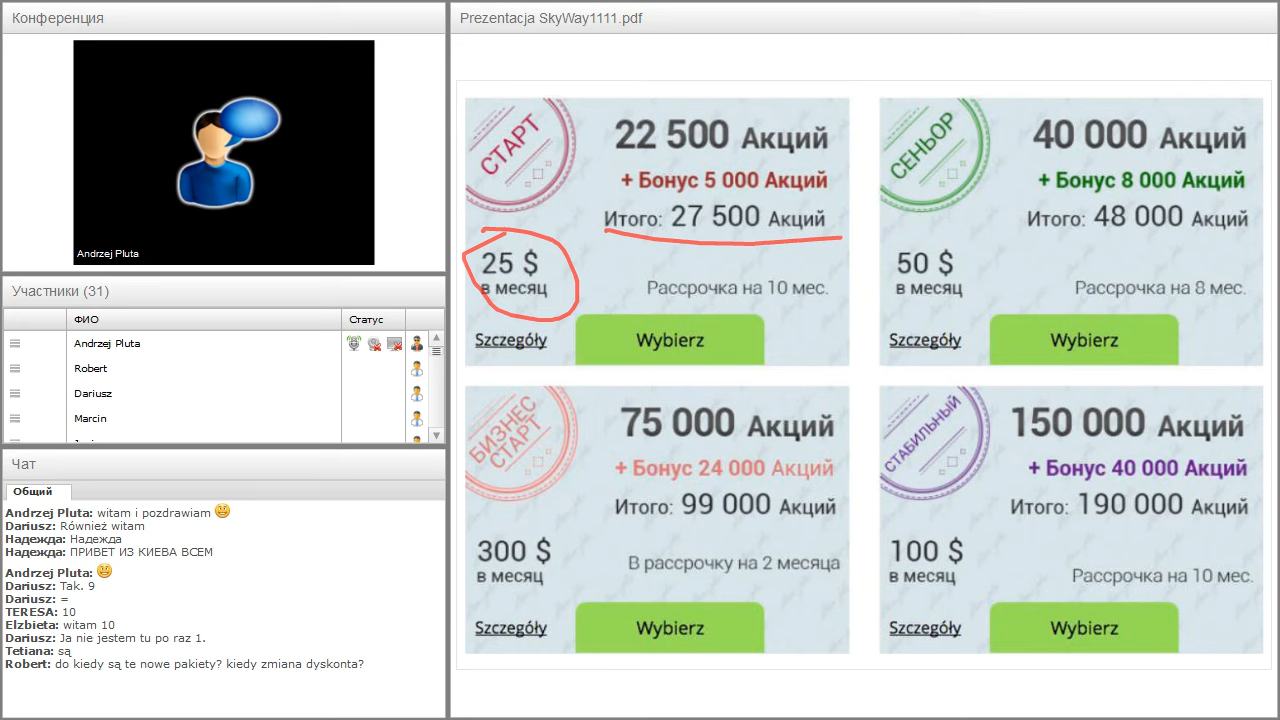 Конференция
Andrzej Pluta
Участники (31)
ФИО
Статус
Andrzej Pluta
Robert
Dariusz
Marcin
Чат
Общий
Andrzej Pluta: witam i pozdrawiam
Dariusz: Również witam
Надежда: Надежда
Надежда: ПРИВЕТ ИЗ КИЕВА ВСЕМ
Andrzej Pluta:
Dariusz: Tak. 9
Dariusz: =
TERESA: 10
Elzbieta: witam 10
Dariusz: Ja nie jestem tu po raz 1.
Tetiana: są
Robert: do kiedy są te nowe pakiety? kiedy zmiana dyskonta?
Prezentacja SkyWay1111.pdf
СТАРТ
22 500 Акций
+ Бонус 5 000 Акций
Итого: 27 500 Акций
25 $
в месяц
Рассрочка на 10 мес.
Szczegóły
Wybierz
СЕНЬОР
40 000 Акций
+ Бонус 8 000 Акций
Итого: 48 000 Акций
50 $
в месяц
Рассрочка на 8 мес.
Szczegóły
Wybierz
БИЗНЕС
СТАРТ
75 000 Акций
+ Бонус 24 000 Акций
Итого: 99 000 Акций
300 $
в месяц
В рассрочку на 2 месяца
Szczegóły
Wybierz
СТАБИЛЬНЫЙ
150 000 Акций
+ Бонус 40 000 Акций
Итого: 190 000 Акций
100 $
в месяц
Рассрочка на 10 мес.
Szczegóły
Wybierz